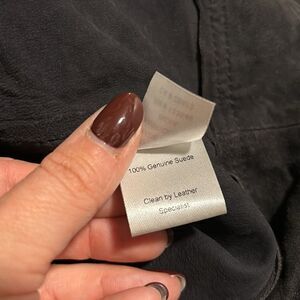 100% Genuine Suede
Clean by Leather
Specialist